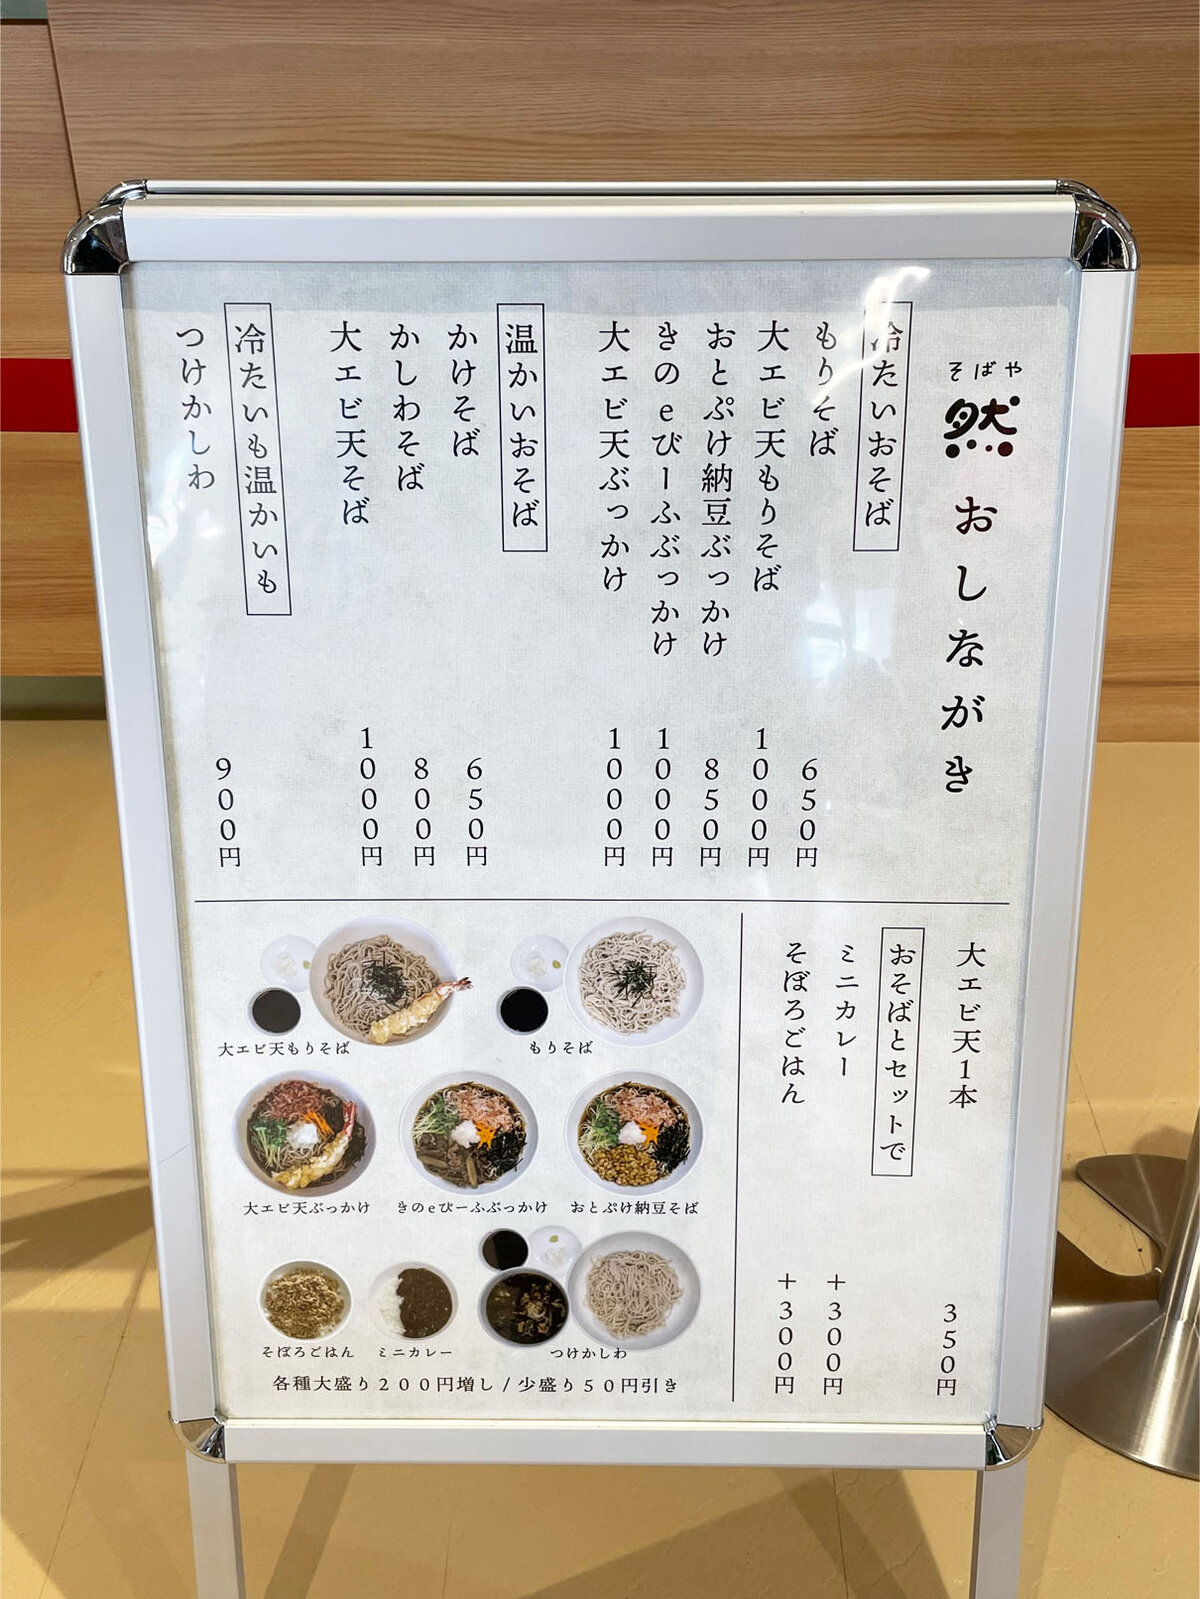 そばや
然
おしながき
冷たいおそば
もりそば 650円
大エビ天もりそば 1000円
おとぷけ納豆ぶっかけ 850円
きのeびーふぶっかけ 1000円
大エビ天ぶっかけ 1000円
温かいおそば
かけそば 650円
かしわそば 800円
大エビ天そば 1000円
冷たいも温かいも
つけかしわ 900円
大エビ天1本 350円
おそばとセットで
ミニカレー +300円
そぼろごはん +300円
大エビ天もりそば
もりそば
大エビ天ぶっかけ
きのeびーふぶっかけ
おとぷけ納豆そば
そぼろごはん
ミニカレー
つけかしわ
各種大盛り200円増し/少盛り50円引き